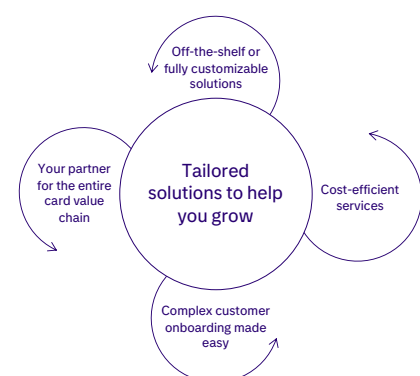 Off-the-shelf or
fully customizable
solutions
Your partner
for the entire
card value
chain
Tailored
solutions to help
you grow
Cost-efficient
services
Complex customer
onboarding made
easy